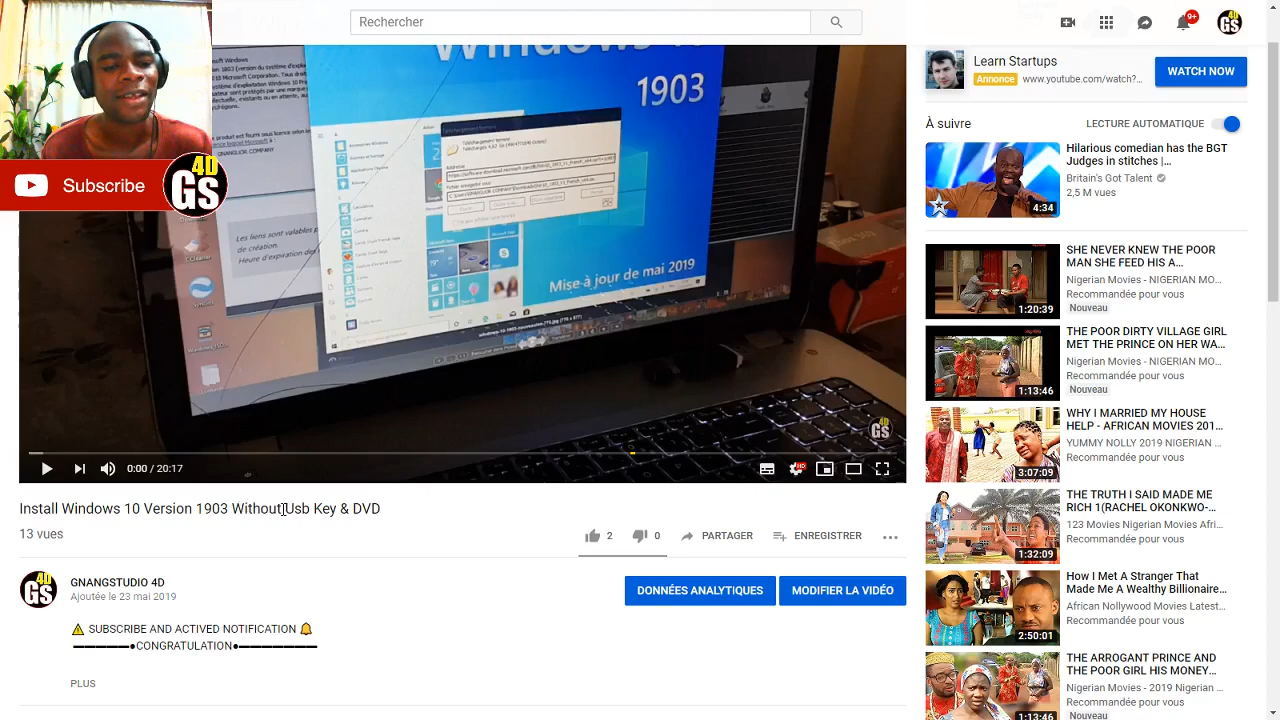 Rechercher
9+
4D
GS
Subscribe
4D
GS
1903
Mise à jour de mai 2019
0:00 / 20:17
HD
Install Windows 10 Version 1903 Without Usb Key & DVD
13 vues
2
0
PARTAGER
ENREGISTRER
4D
GS
GNANGSTUDIO 4D
Ajoutée le 23 mai 2019
DONNÉES ANALYTIQUES
MODIFIER LA VIDÉO
⚠ SUBSCRIBE AND ACTIVED NOTIFICATION 🔔
▬▬▬▬▬●CONGRATULATION●▬▬▬▬▬▬▬
PLUS
Learn Startups
Annonce www.youtube.com/watch?...
WATCH NOW
À suivre
LECTURE AUTOMATIQUE
Hilarious comedian has the BGT
Judges in stitches |...
Britain's Got Talent
2,5 M vues
4:34
SHE NEVER KNEW THE POOR
MAN SHE FEED HIS A...
Nigerian Movies - NIGERIAN MO...
Recommandée pour vous
Nouveau
1:20:39
THE POOR DIRTY VILLAGE GIRL
MET THE PRINCE ON HER WA...
Nigerian Movies - NIGERIAN MO...
Recommandée pour vous
Nouveau
1:13:46
WHY I MARRIED MY HOUSE
HELP - AFRICAN MOVIES 201...
YUMMY NOLLY 2019 NIGERIAN ...
Recommandée pour vous
3:07:09
THE TRUTH I SAID MADE ME
RICH 1(RACHEL OKONKWO-...
123 Movies Nigerian Movies Afri...
Recommandée pour vous
1:32:09
How I Met A Stranger That
Made Me A Wealthy Billionaire...
African Nollywood Movies Latest...
Recommandée pour vous
2:50:01
THE ARROGANT PRINCE AND
THE POOR GIRL HIS MONEY...
Nigerian Movies - 2019 Nigerian ...
Recommandée pour vous
Nouveau
1:13:46